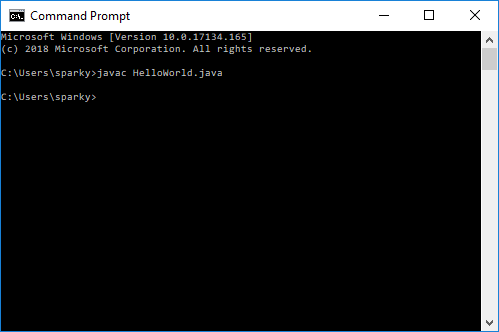 Command Prompt
Microsoft Windows [Version 10.0.17134.165]
(c) 2018 Microsoft Corporation. All rights reserved.
C:\Users\sparky>javac HelloWorld.java
C:\Users\sparky>